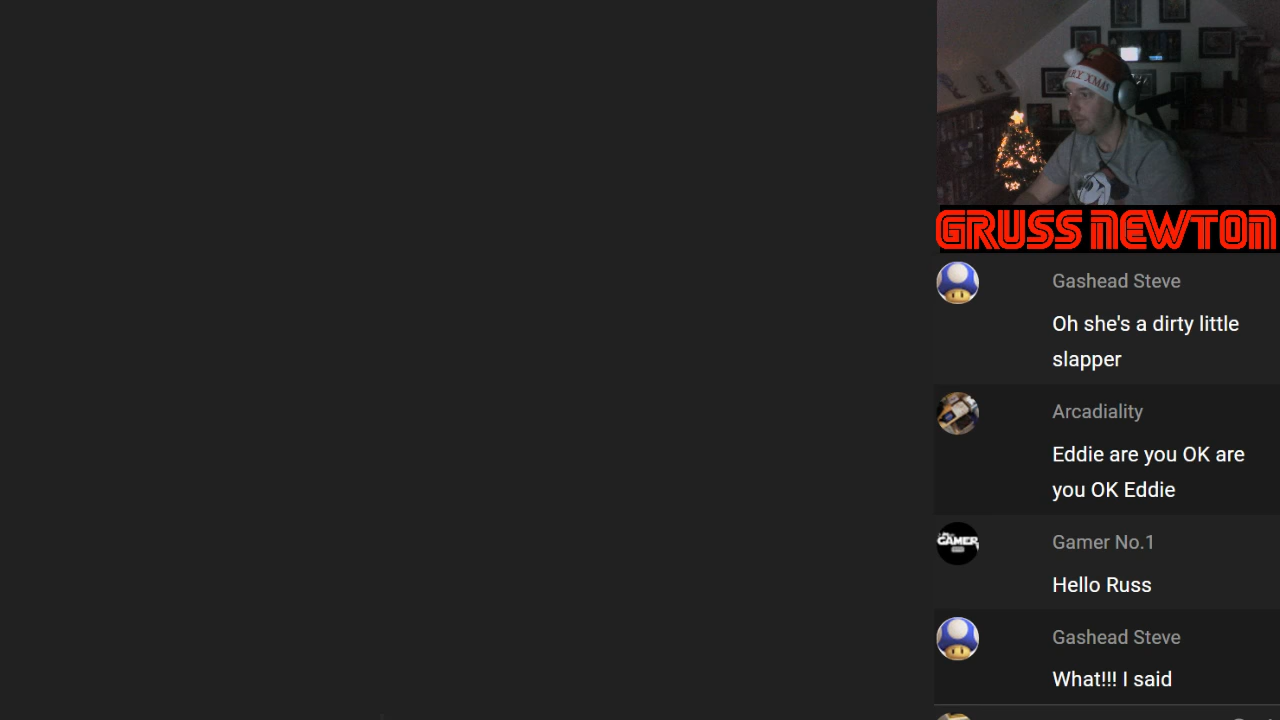 GRUSS NEWTON
Gashead Steve
Oh she's a dirty little
slapper
Arcadiality
Eddie are you OK are
you OK Eddie
GAMER
Gamer No.1
Hello Russ
Gashead Steve
What!!! I said